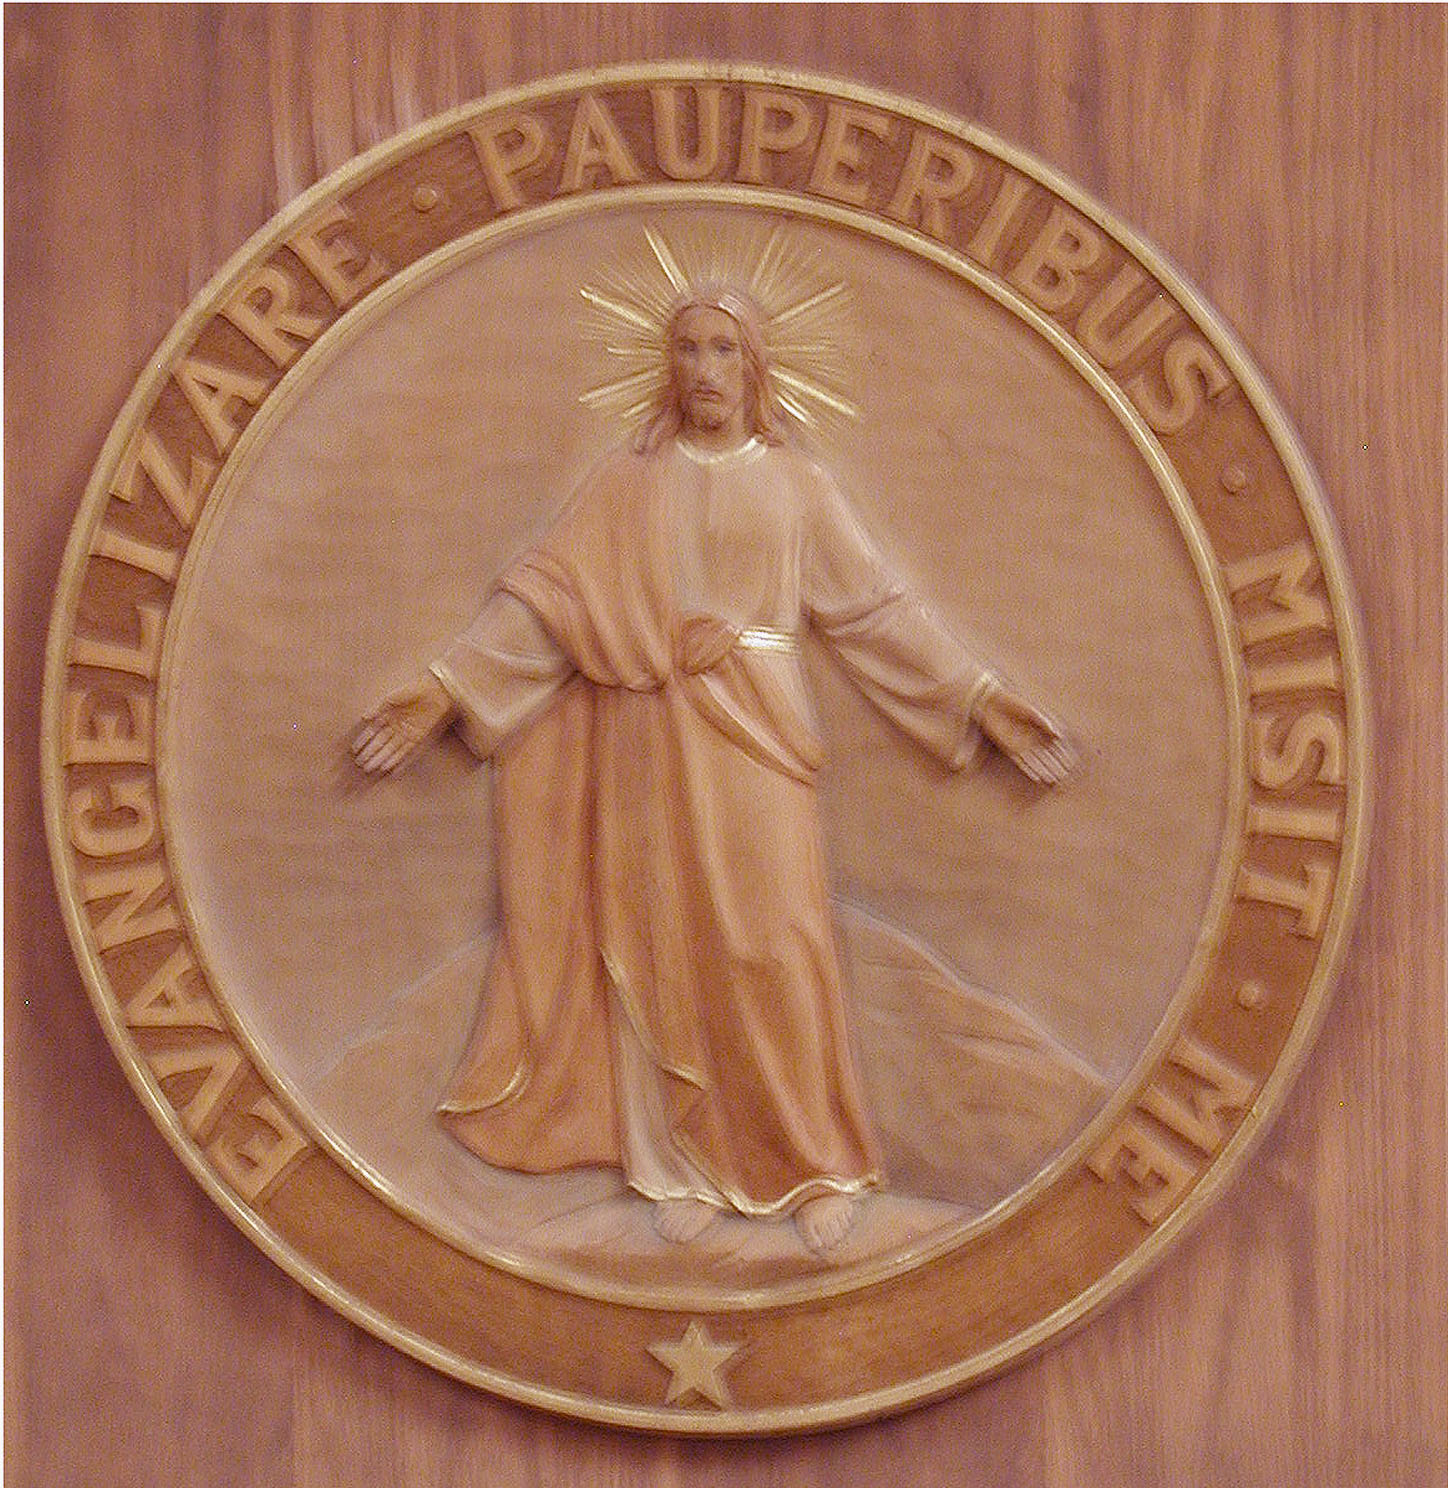 EVANGELIZARE · PAUPERIBUS · MISIT · ME